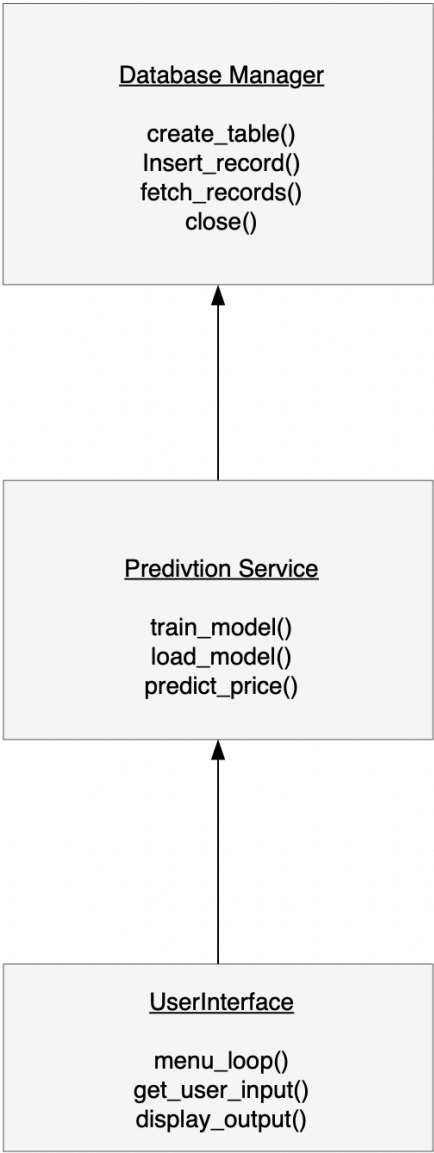 Database Manager
create_table()
Insert_record()
fetch_records()
close()
Predivtion Service
train_model()
load_model()
predict_price()
UserInterface
menu_loop()
get_user_input()
display_output()